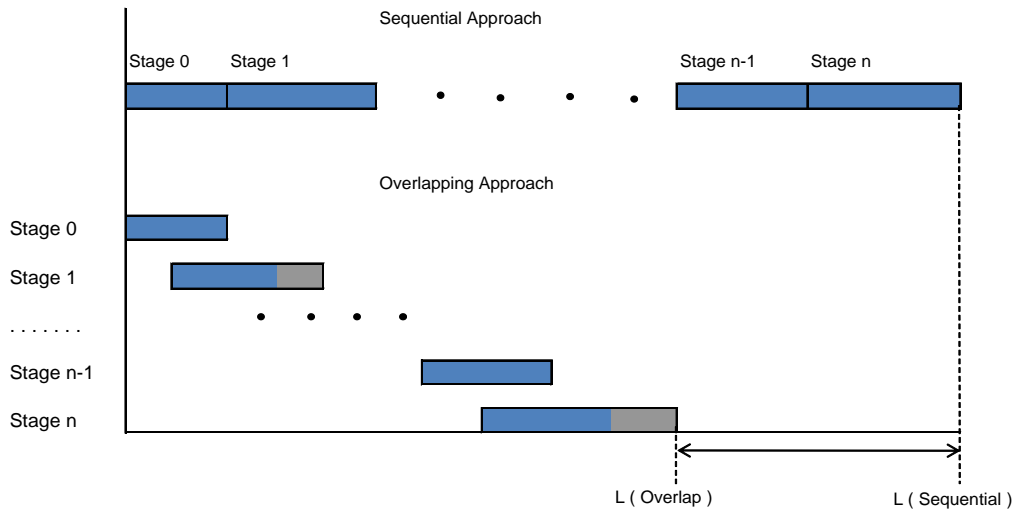 Sequential Approach
Stage 0 Stage 1 Stage n-1 Stage n
Overlapping Approach
Stage 0
Stage 1
. . . . . . .
Stage n-1
Stage n
L ( Overlap ) L ( Sequential )